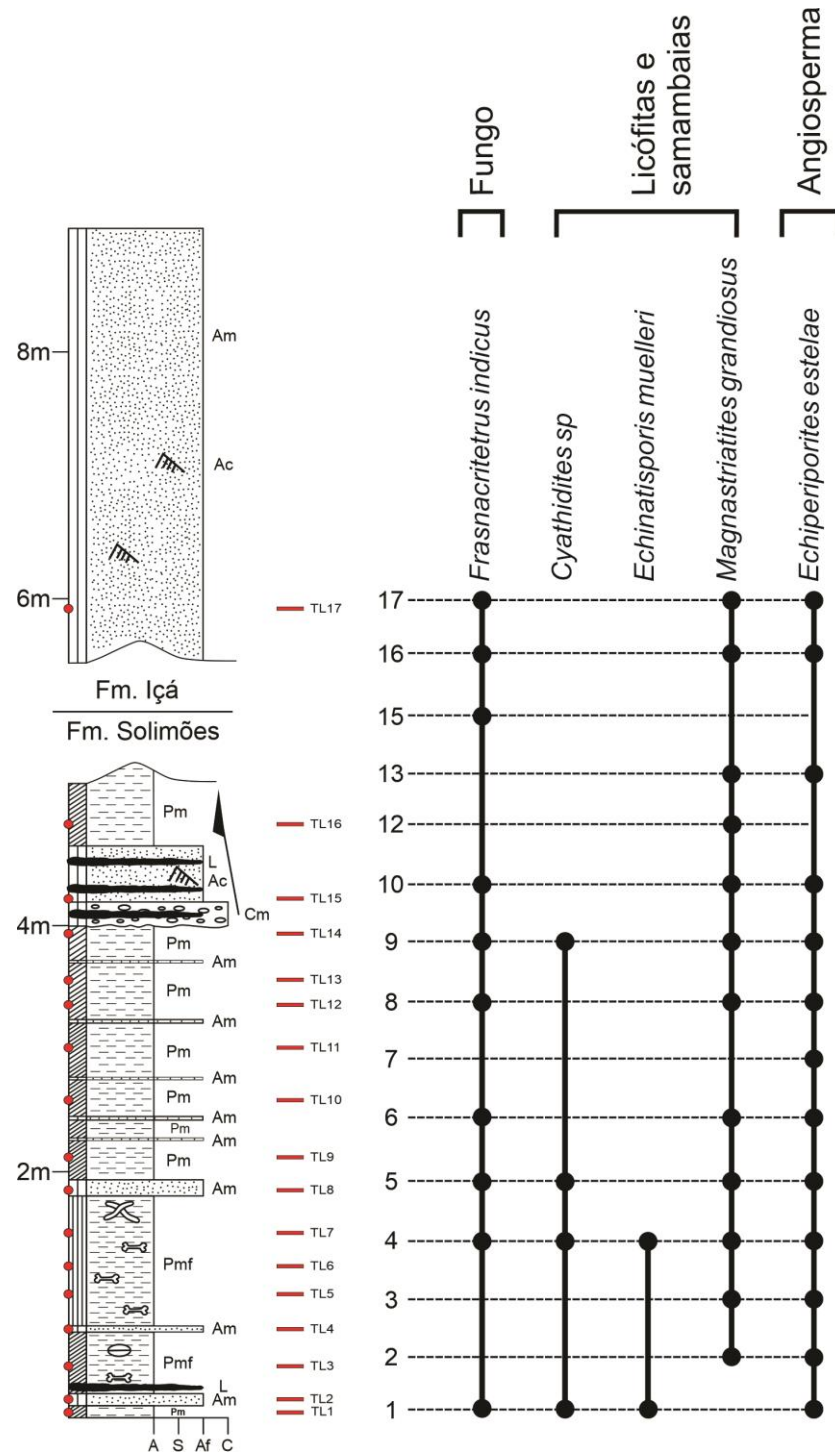 Fungo
Licófitas e
samambaias
Angiosperma
Frasnacritetrus indicus
Cyathidites sp
Echinatisporis muelleri
Magnastriatites grandiosus
Echiperiporites estelae
8m
Am
Ac
6m
TL17
17
16
Fm. Içá
Fm. Solimões
15
13
Pm
TL16
12
L
Ac
TL15
10
Cm
4m
Pm
TL14
9
Am
Pm
TL13
TL12
8
Am
Pm
TL11
7
Am
Pm
TL10
Am
6
Pm
Am
Pm
TL9
2m
Am
TL8
5
TL7
4
Pmf
TL6
TL5
3
Am
TL4
Pmf
TL3
2
L
Am
TL2
Pm
TL1
1
A S Af C